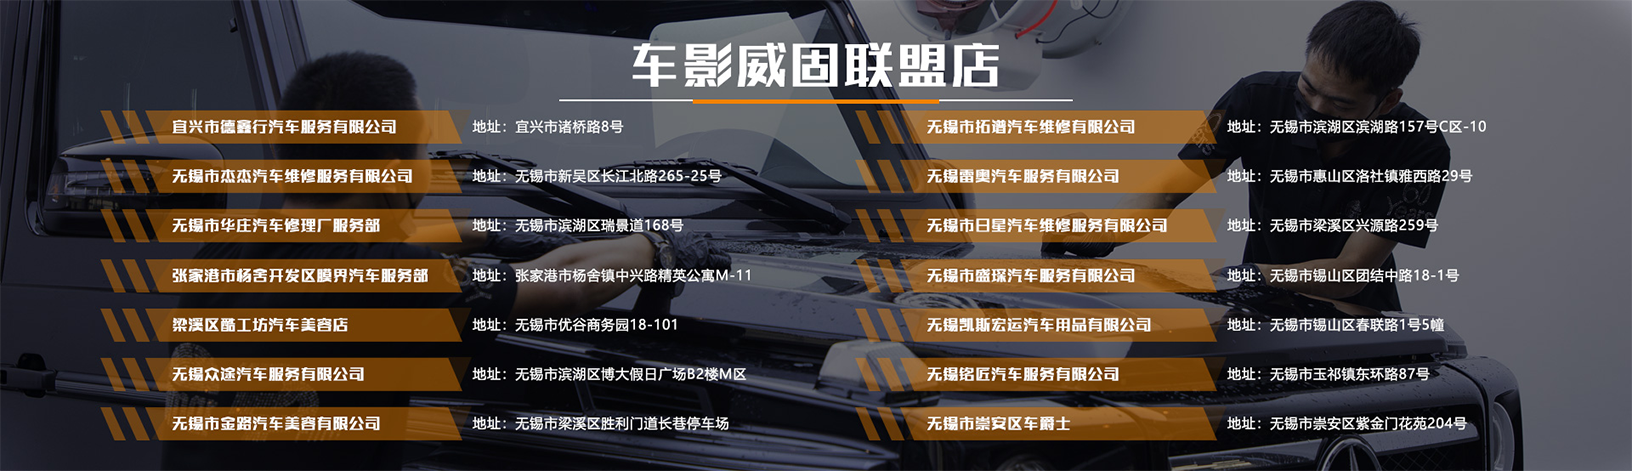 车影威固联盟店
宜兴市德鑫行汽车服务有限公司 地址：宜兴市诸桥路8号
无锡市杰杰汽车维修服务有限公司 地址：无锡市新吴区长江北路265-25号
无锡市华庄汽车修理厂服务部 地址：无锡市滨湖区瑞景道168号
张家港市杨舍开发区膜界汽车服务部 地址：张家港市杨舍镇中兴路精英公寓M-11
梁溪区酷工坊汽车美容店 地址：无锡市优谷商务园18-101
无锡众途汽车服务有限公司 地址：无锡市滨湖区博大假日广场B2楼M区
无锡市金路汽车美容有限公司 地址：无锡市梁溪区胜利门道长巷停车场
无锡市拓谱汽车维修有限公司 地址：无锡市滨湖区滨湖路157号C区-10
无锡雷奥汽车服务有限公司 地址：无锡市惠山区洛社镇雅西路29号
无锡市日星汽车维修服务有限公司 地址：无锡市梁溪区兴源路259号
无锡市盛琛汽车服务有限公司 地址：无锡市锡山区团结中路18-1号
无锡凯斯宏运汽车用品有限公司 地址：无锡市锡山区春联路1号5幢
无锡铭匠汽车服务有限公司 地址：无锡市玉祁镇东环路87号
无锡市崇安区车爵士 地址：无锡市崇安区紫金门花苑204号